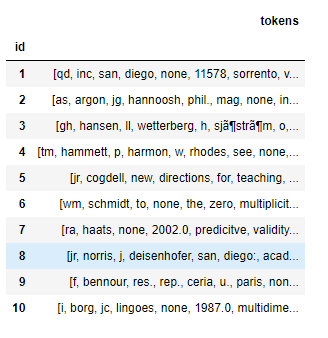 tokens
id
1 [qd, inc, san, diego, none, 11578, sorrento, v...
2 [as, argon, jg, hannoosh, phil., mag, none, in...
3 [gh, hansen, ll, wetterberg, h, sjã¶strã¶m, o,...
4 [tm, hammett, p, harmon, w, rhodes, see, none,...
5 [jr, cogdell, new, directions, for, teaching, ...
6 [wm, schmidt, to, none, the, zero, multiplicit...
7 [ra, haats, none, 2002.0, predicitve, validity...
8 [jr, norris, j, deisenhofer, san, diego:, acad...
9 [f, bennour, res., rep., ceria, u., paris, non...
10 [i, borg, jc, lingoes, none, 1987.0, multidime...